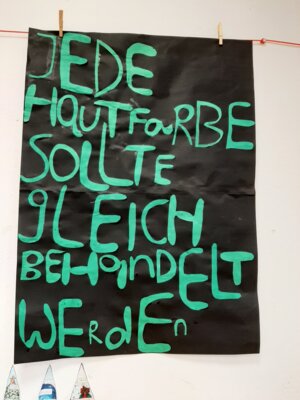 JEDE
HAUTFaRBE
SOLLTE
gLEICH
BEHanDELT
WERdEn